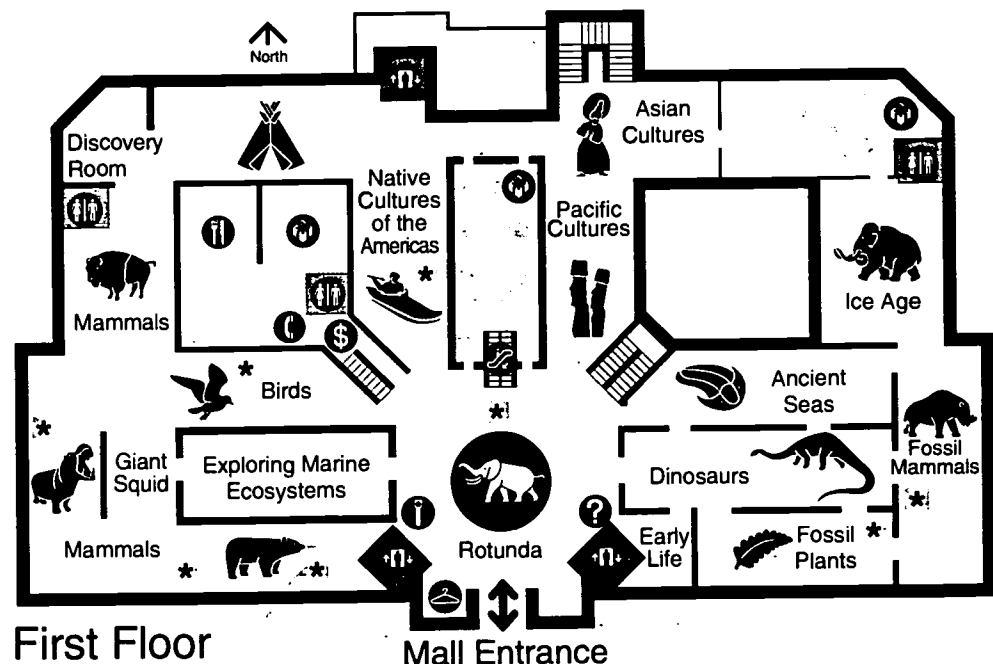 North
Discovery
Room
Native
Cultures
of the
Americas
Asian
Cultures
Pacific
Cultures
Mammals
Ice Age
$
Birds
Ancient
Seas
Giant
Squid
Exploring Marine
Ecosystems
Dinosaurs
Fossil
Mammals
?
Mammals
Rotunda
Early
Life
Fossil
Plants
First Floor
Mall Entrance